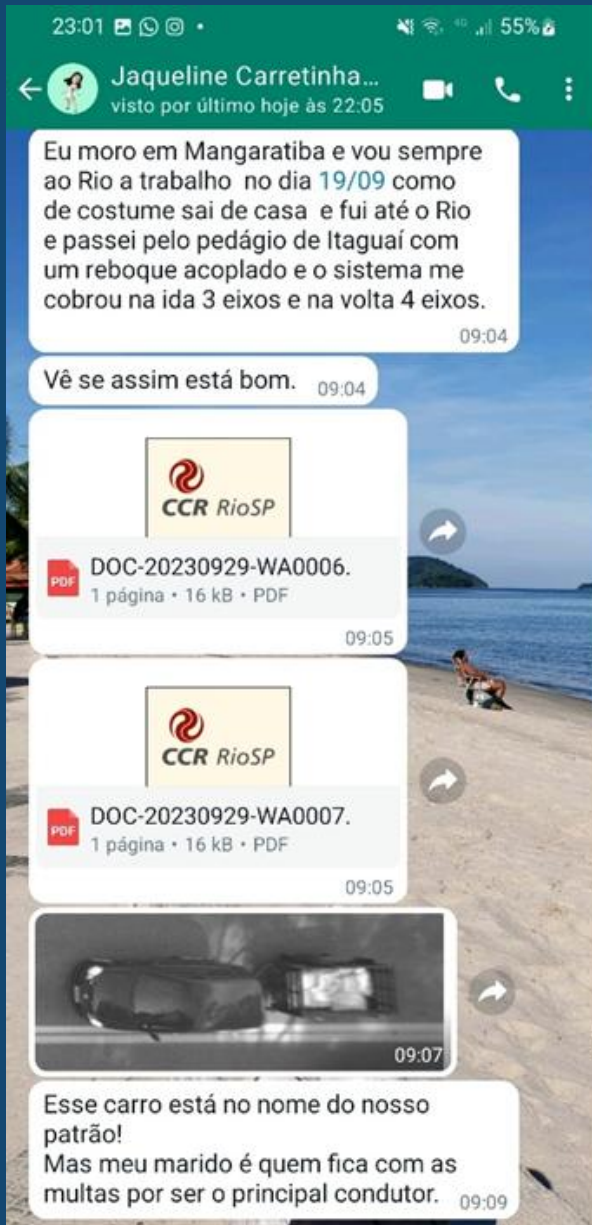 23:01
4G
55%
Jaqueline Carretinha...
visto por último hoje às 22:05
Eu moro em Mangaratiba e vou sempre
ao Rio a trabalho no dia 19/09 como
de costume sai de casa e fui até o Rio
e passei pelo pedágio de Itaguaí com
um reboque acoplado e o sistema me
cobrou na ida 3 eixos e na volta 4 eixos.
09:04
Vê se assim está bom. 09:04
CCR RioSP
PDF
DOC-20230929-WA0006.
1 página • 16 kB • PDF
09:05
CCR RioSP
PDF
DOC-20230929-WA0007.
1 página • 16 kB • PDF
09:05
09:07
Esse carro está no nome do nosso
patrão!
Mas meu marido é quem fica com as
multas por ser o principal condutor. 09:09